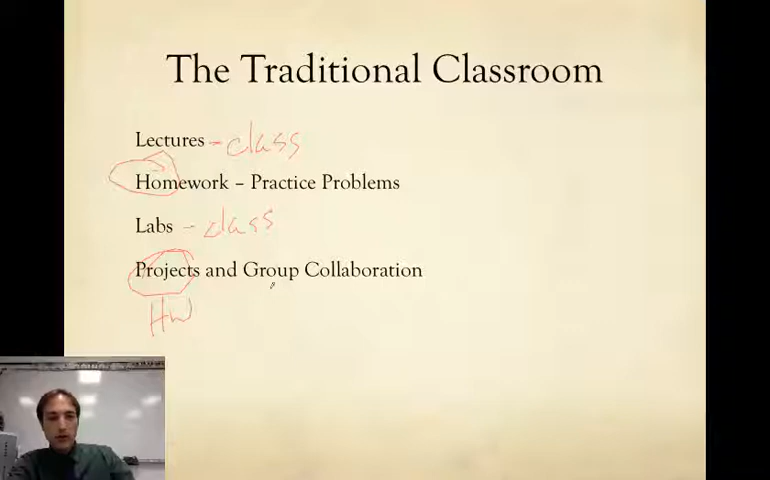 The Traditional Classroom
Lectures - class
Homework – Practice Problems
Labs - class
Projects and Group Collaboration
HW